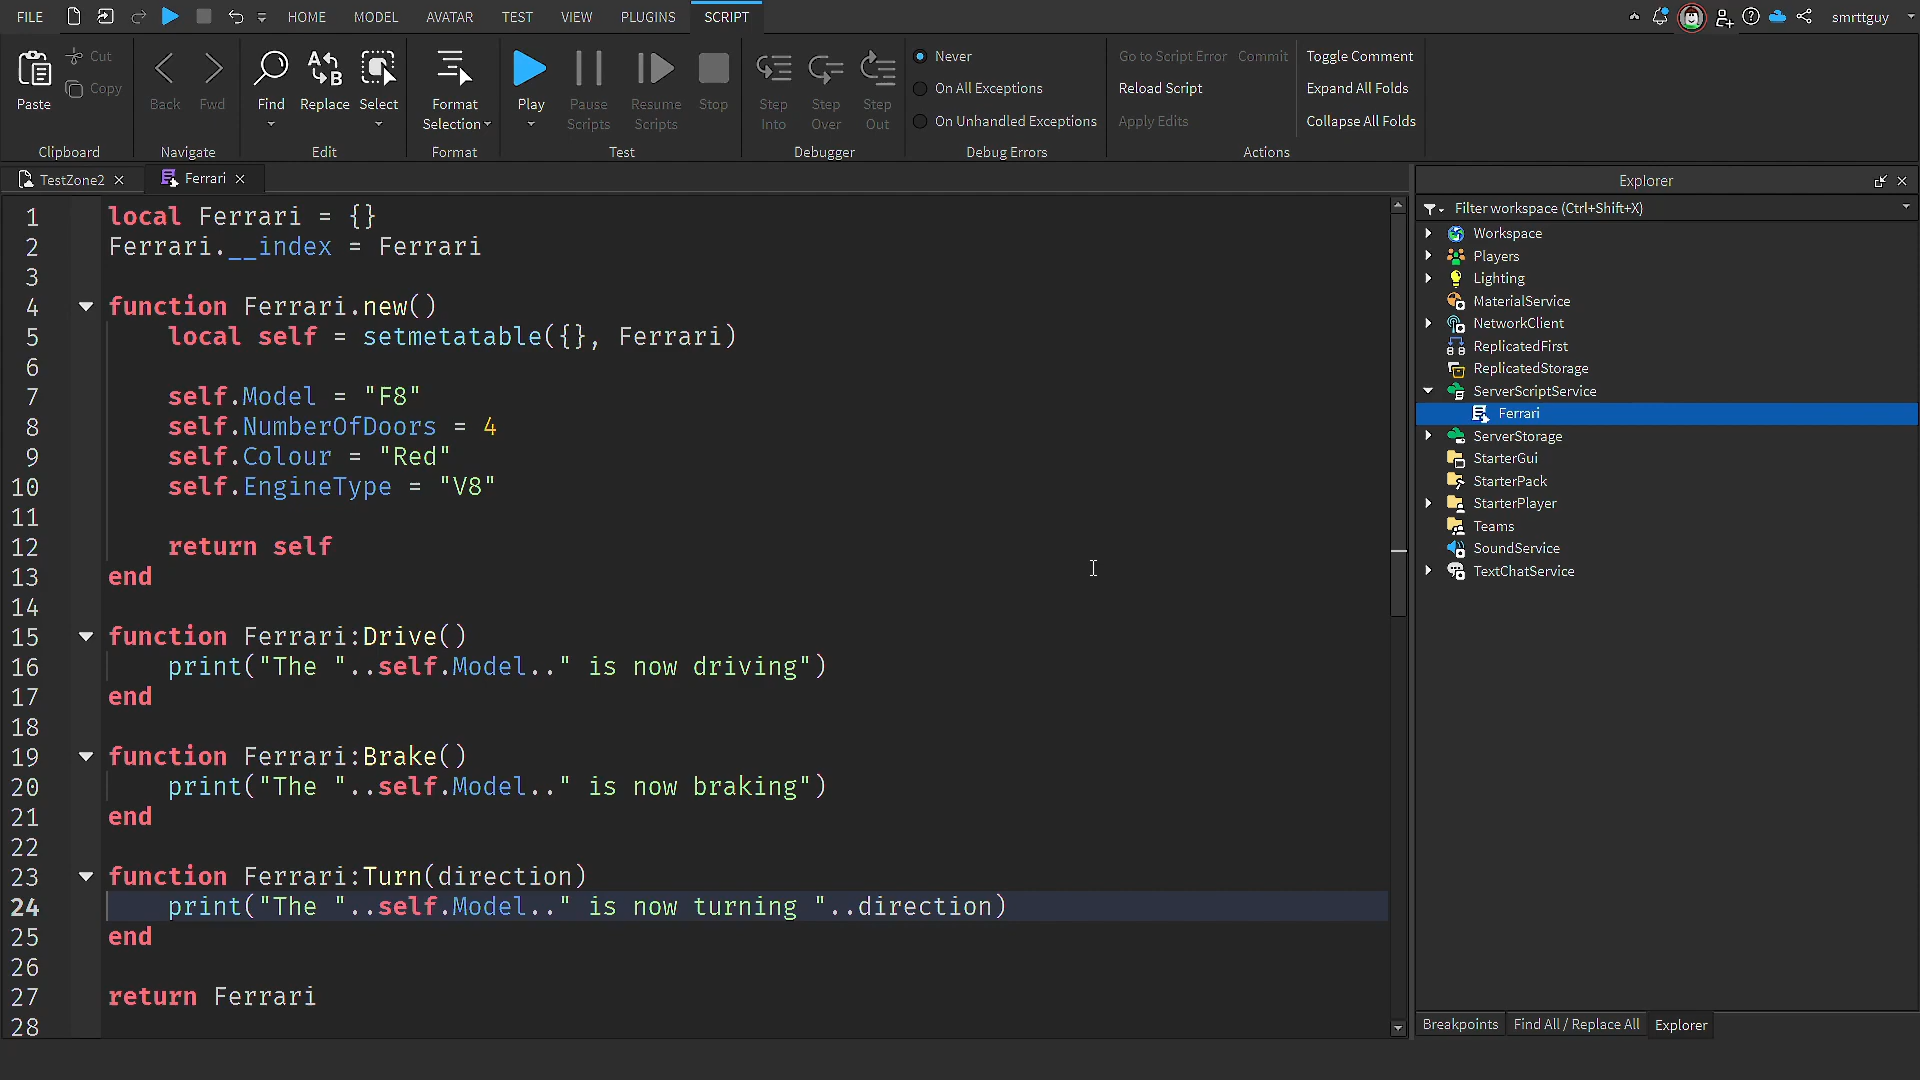 FILE HOME MODEL AVATAR TEST VIEW PLUGINS SCRIPT smrttguy
Paste Cut Copy
Clipboard
Back Fwd
Navigate
Find Replace Select
Edit
Format Selection
Format
Play Pause Scripts Resume Scripts Stop
Test
Step Into Step Over Step Out
Debugger
Never
On All Exceptions
On Unhandled Exceptions
Debug Errors
Go to Script Error Commit
Reload Script
Apply Edits
Toggle Comment
Expand All Folds
Collapse All Folds
Actions
TestZone2 Ferrari
1 local Ferrari = {}
2 Ferrari.__index = Ferrari
3
4 function Ferrari.new()
5 local self = setmetatable({}, Ferrari)
6
7 self.Model = "F8"
8 self.NumberOfDoors = 4
9 self.Colour = "Red"
10 self.EngineType = "V8"
11
12 return self
13 end
14
15 function Ferrari:Drive()
16 print("The "..self.Model.." is now driving")
17 end
18
19 function Ferrari:Brake()
20 print("The "..self.Model.." is now braking")
21 end
22
23 function Ferrari:Turn(direction)
24 print("The "..self.Model.." is now turning "..direction)
25 end
26
27 return Ferrari
28
Explorer
Filter workspace (Ctrl+Shift+X)
Workspace
Players
Lighting
MaterialService
NetworkClient
ReplicatedFirst
ReplicatedStorage
ServerScriptService
Ferrari
ServerStorage
StarterGui
StarterPack
StarterPlayer
Teams
SoundService
TextChatService
Breakpoints Find All / Replace All Explorer